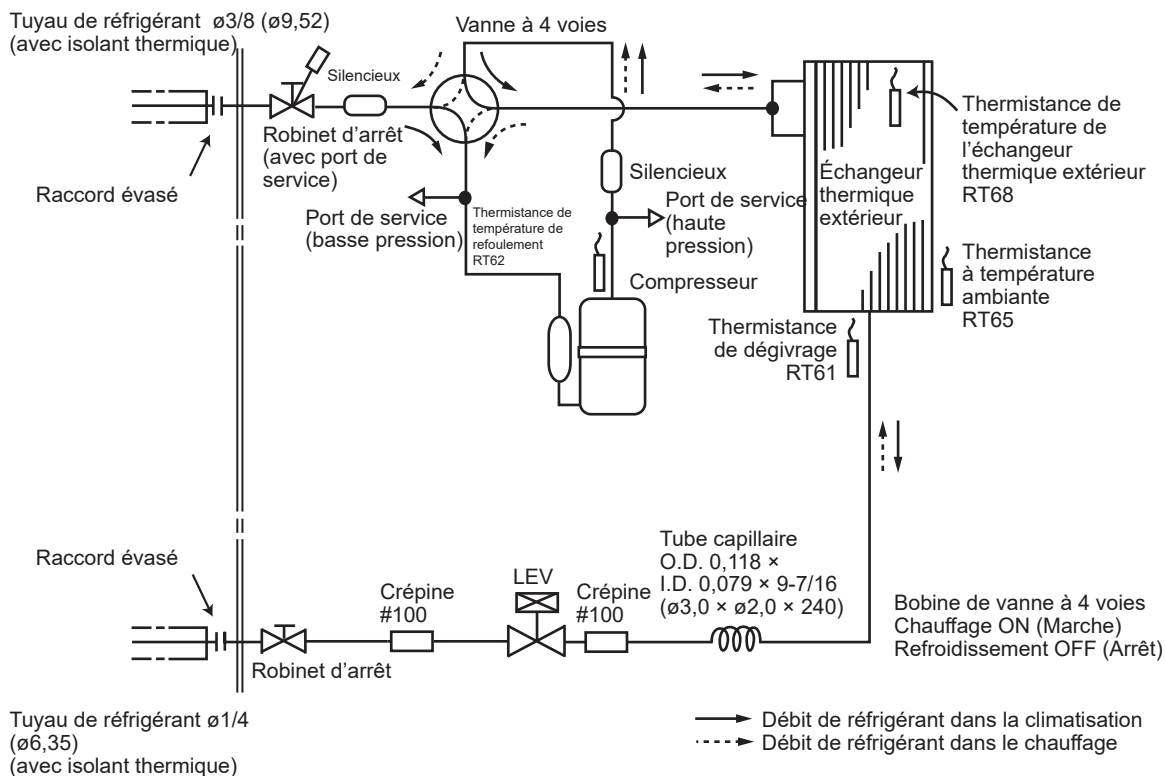 Tuyau de réfrigérant ø3/8 (ø9,52)
(avec isolant thermique)
Vanne à 4 voies
Silencieux
Robinet d'arrêt
(avec port de
service)
Raccord évasé
Port de service
(basse pression)
Thermistance de
température de
refoulement
RT62
Silencieux
Port de service
(haute
pression)
Compresseur
Échangeur
thermique
extérieur
Thermistance de
température de
l'échangeur
thermique extérieur
RT68
Thermistance
à température
ambiante
RT65
Thermistance
de dégivrage
RT61
Raccord évasé
Robinet d'arrêt
Crépine
#100
LEV
Crépine
#100
Tube capillaire
O.D. 0,118 ×
I.D. 0,079 × 9-7/16
(ø3,0 × ø2,0 × 240)
Bobine de vanne à 4 voies
Chauffage ON (Marche)
Refroidissement OFF (Arrêt)
Tuyau de réfrigérant ø1/4
(ø6,35)
(avec isolant thermique)
Débit de réfrigérant dans la climatisation
Débit de réfrigérant dans le chauffage